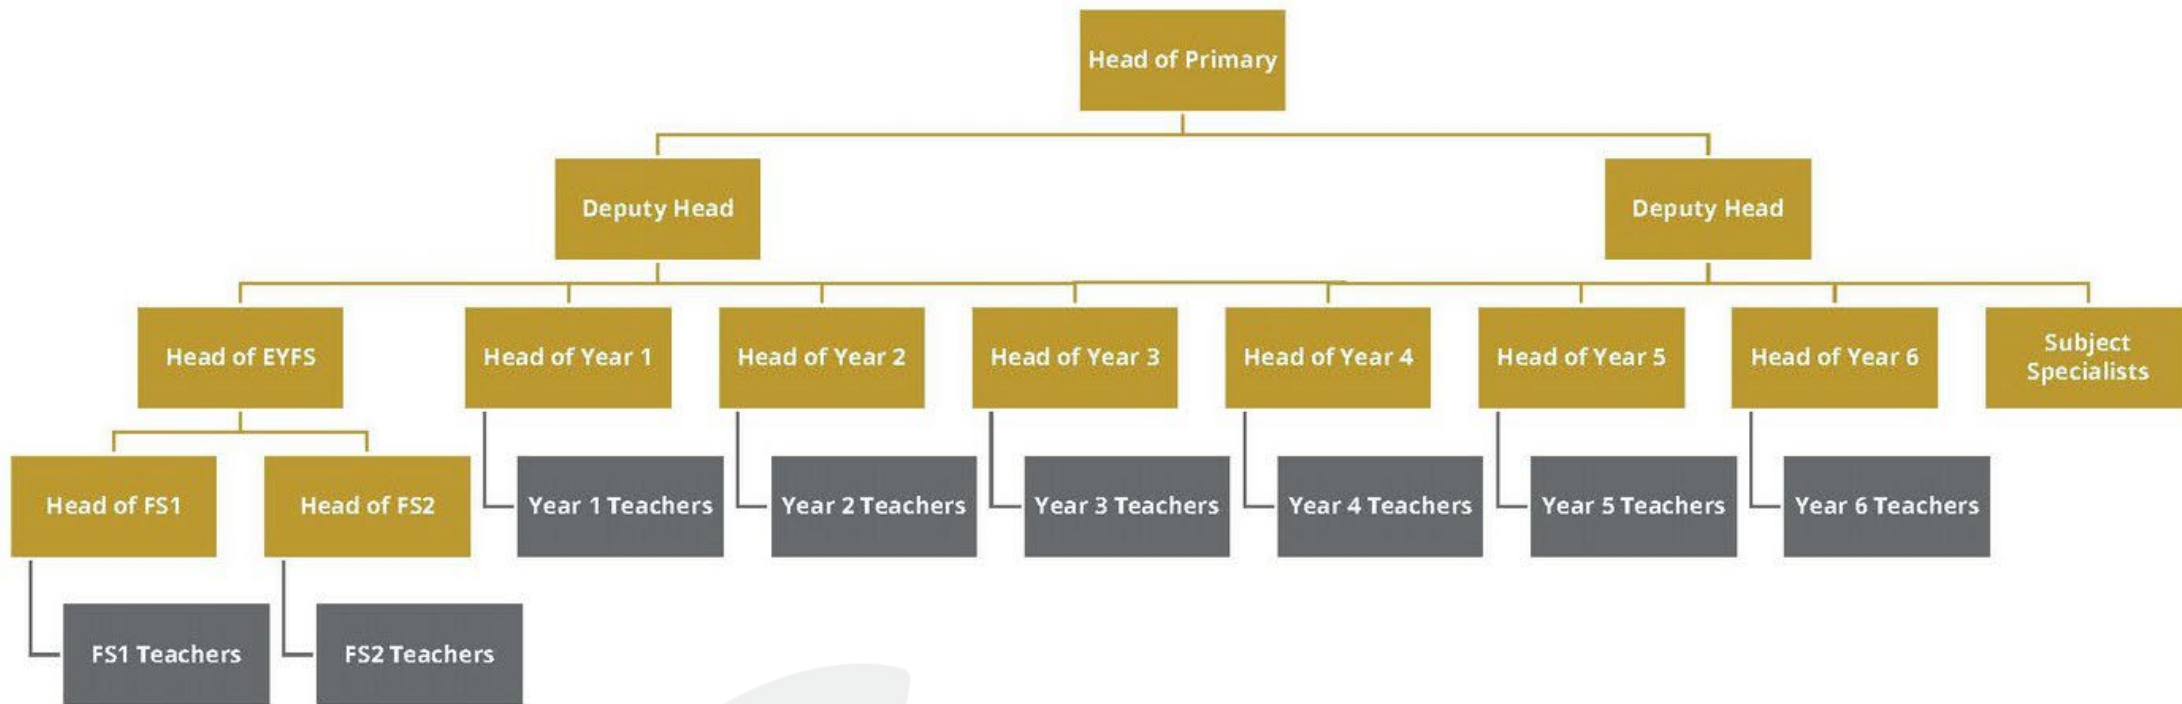 Head of Primary
Deputy Head
Deputy Head
Head of EYFS
Head of Year 1
Head of Year 2
Head of Year 3
Head of Year 4
Head of Year 5
Head of Year 6
Subject
Specialists
Head of FS1
Head of FS2
Year 1 Teachers
Year 2 Teachers
Year 3 Teachers
Year 4 Teachers
Year 5 Teachers
Year 6 Teachers
FS1 Teachers
FS2 Teachers